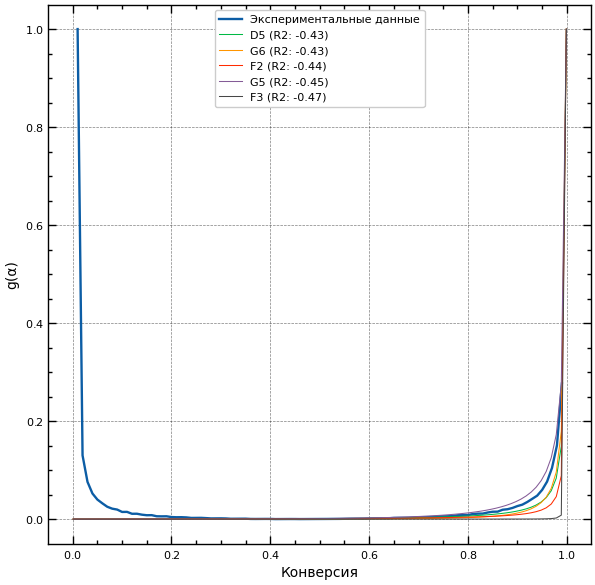 Экспериментальные данные
D5 (R2: -0.43)
G6 (R2: -0.43)
F2 (R2: -0.44)
G5 (R2: -0.45)
F3 (R2: -0.47)
1.0
0.8
0.6
0.4
0.2
0.0
g(α)
0.0 0.2 0.4 0.6 0.8 1.0
Конверсия